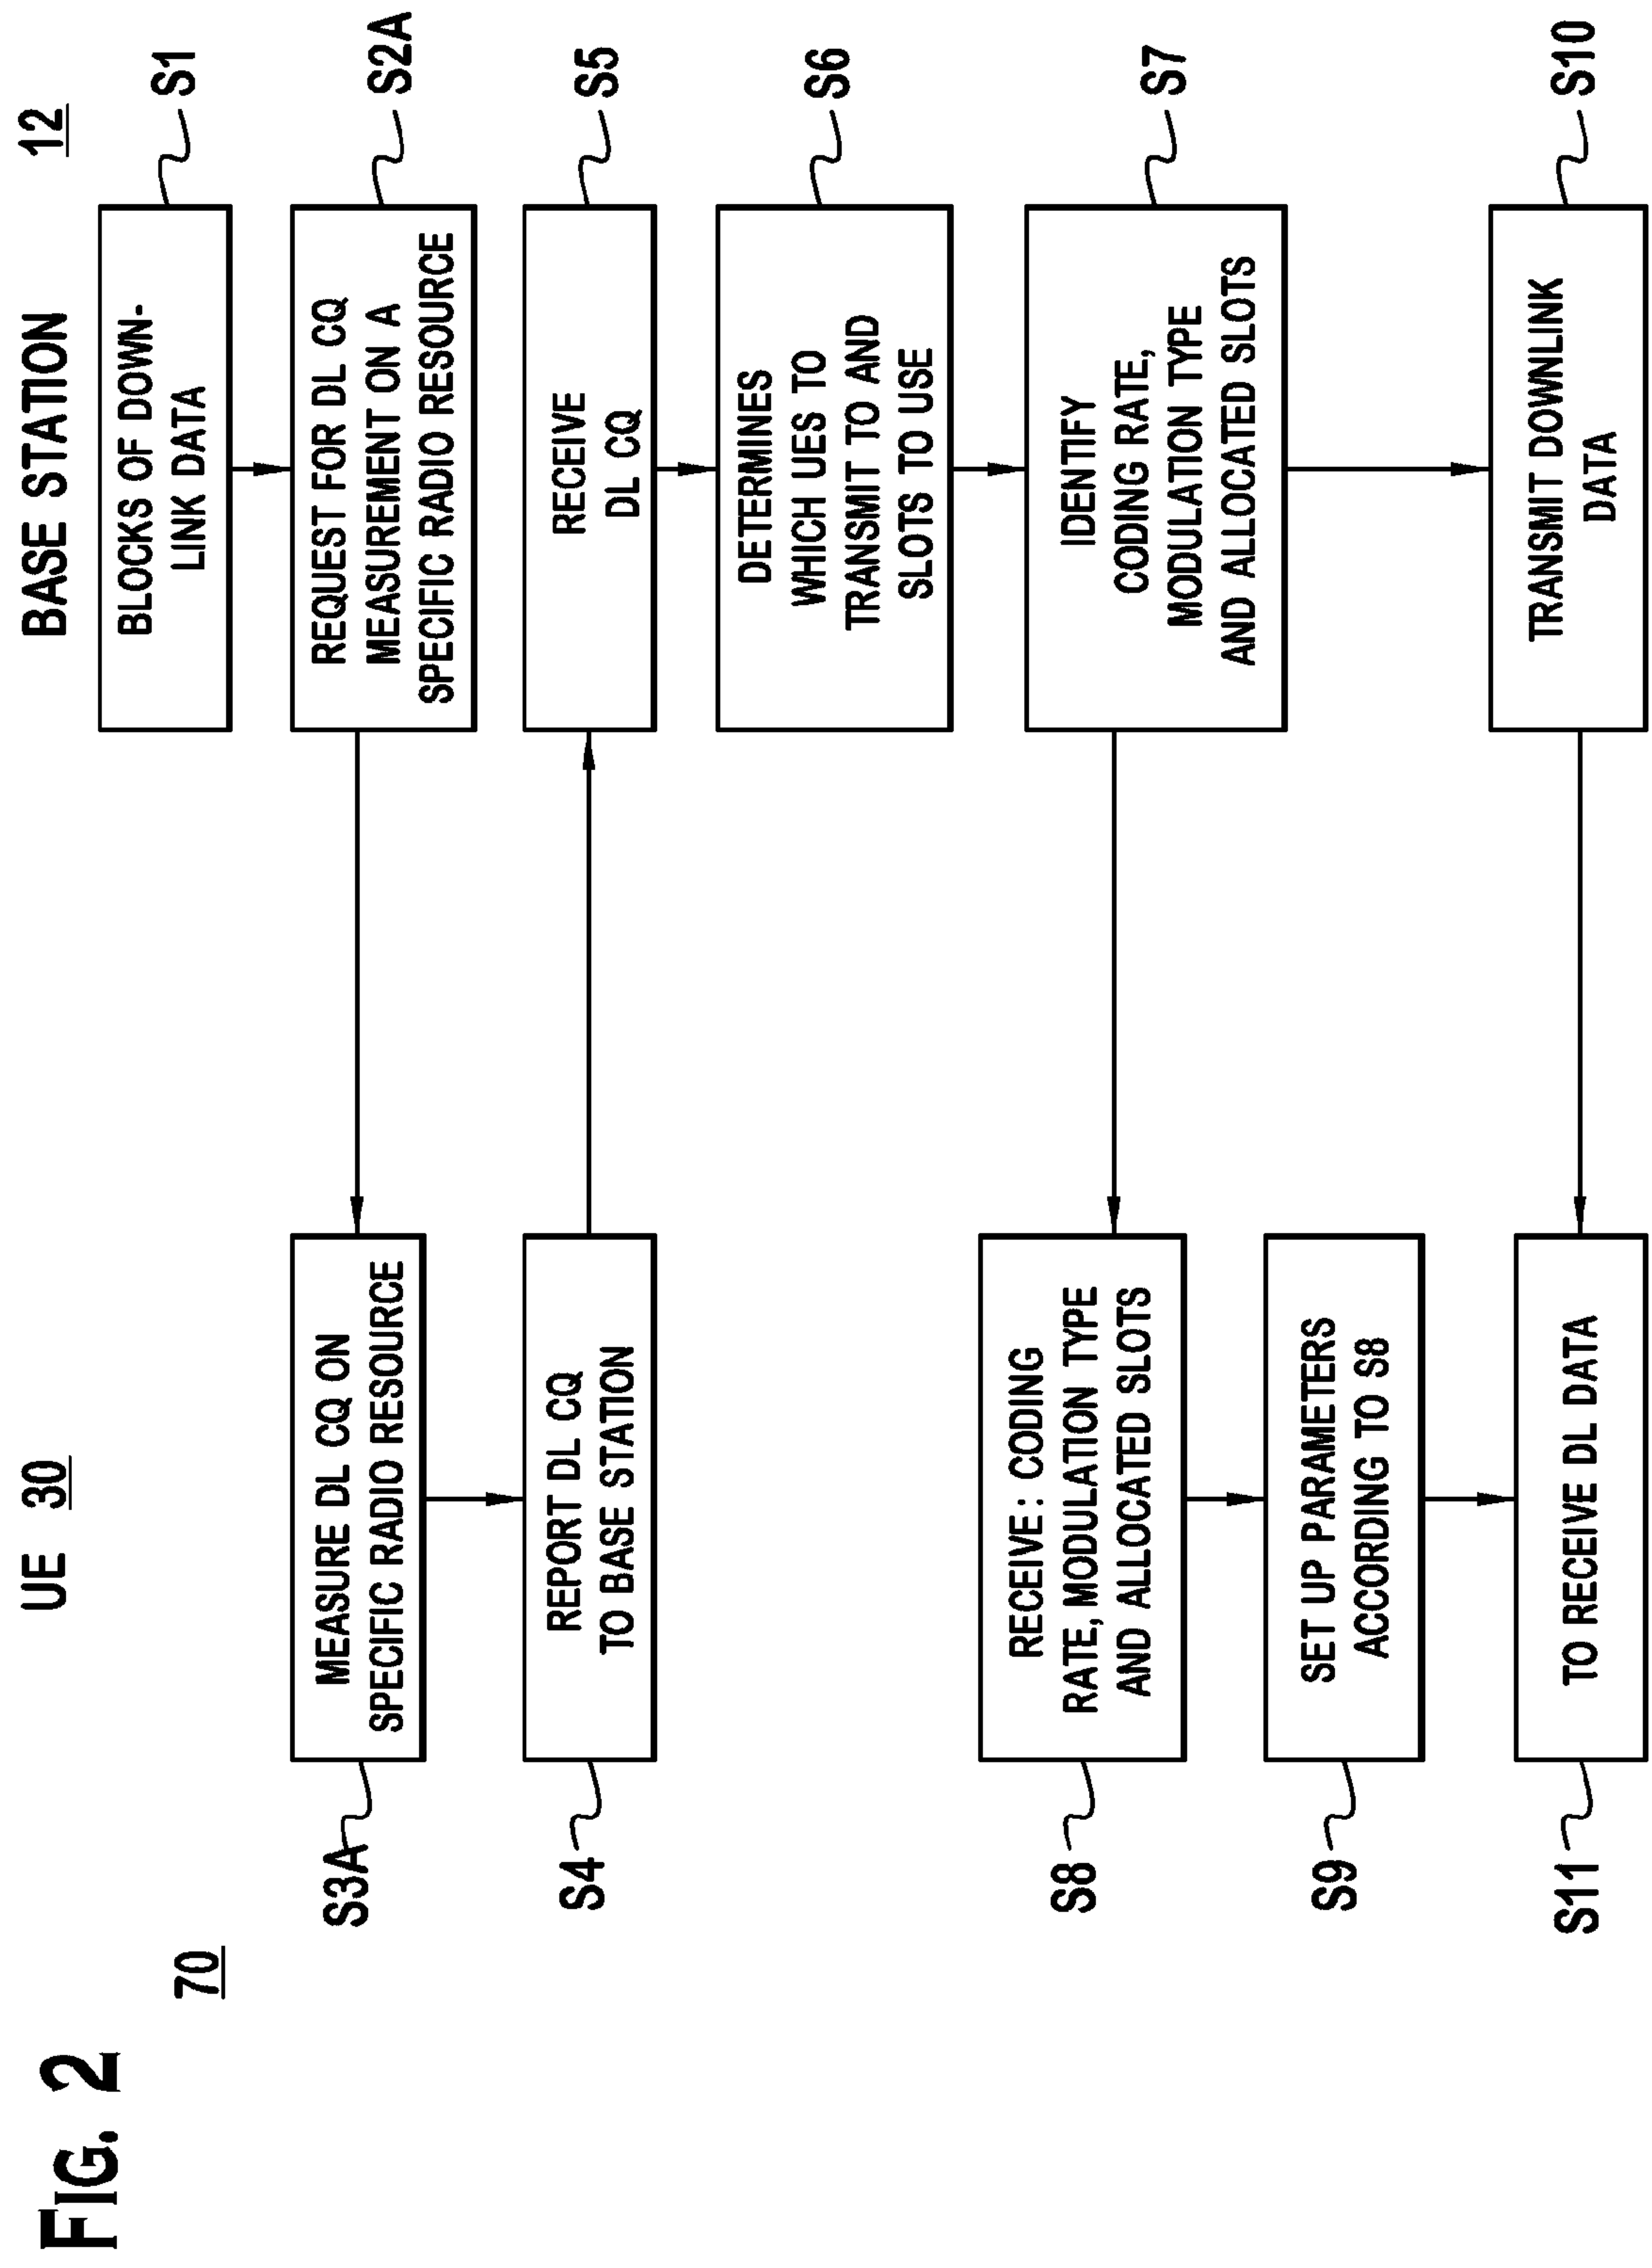 FIG. 2
70
UE 30
BASE STATION 12
BLOCKS OF DOWN-
LINK DATA
S1
REQUEST FOR DL CQ
MEASUREMENT ON A
SPECIFIC RADIO RESOURCE
S2A
S3A
MEASURE DL CQ ON
SPECIFIC RADIO RESOURCE
S4
REPORT DL CQ
TO BASE STATION
RECEIVE
DL CQ
S5
DETERMINES
WHICH UES TO
TRANSMIT TO AND
SLOTS TO USE
S6
IDENTIFY
CODING RATE,
MODULATION TYPE
AND ALLOCATED SLOTS
S7
S8
RECEIVE: CODING
RATE, MODULATION TYPE
AND ALLOCATED SLOTS
S9
SET UP PARAMETERS
ACCORDING TO S8
TRANSMIT DOWNLINK
DATA
S10
S11
TO RECEIVE DL DATA